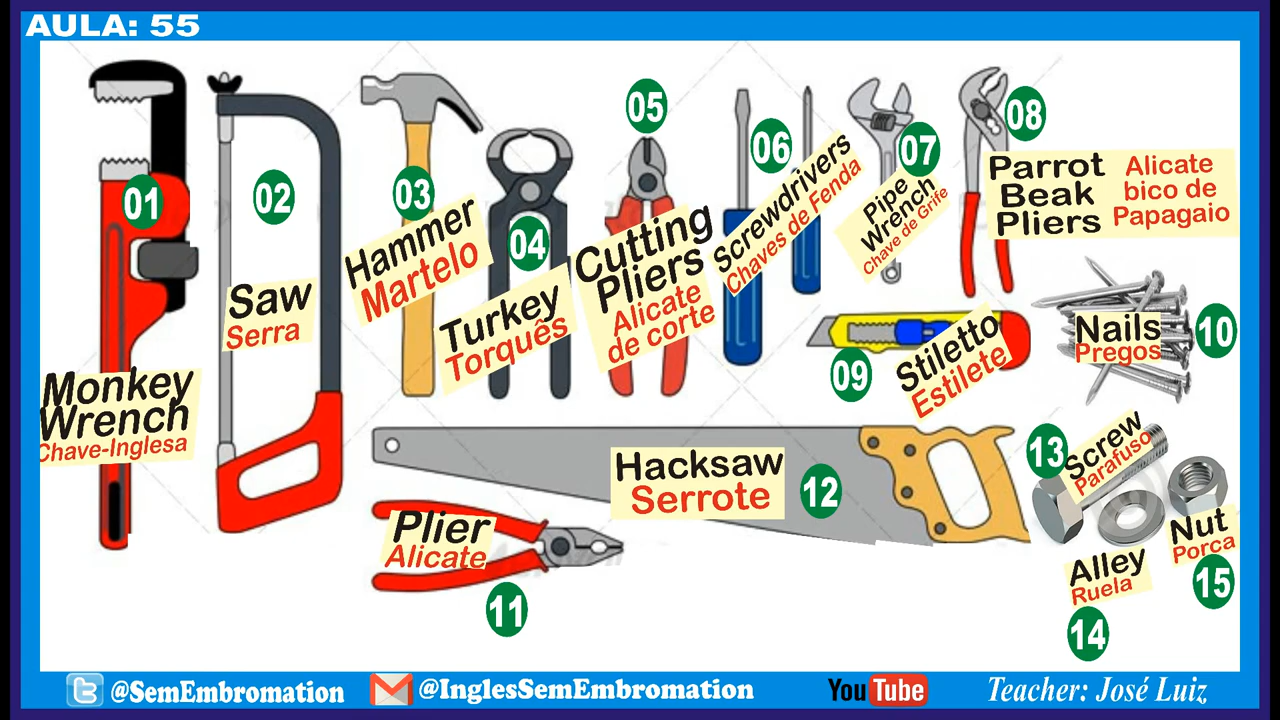 AULA: 55
01
Monkey
Wrench
Chave-Inglesa
02
Saw
Serra
03
Hammer
Martelo
04
Turkey
Torquês
05
Cutting
Pliers
Alicate
de corte
06
Screwdrivers
Chaves de Fenda
07
Pipe
Wrench
Chave de Grife
08
Parrot
Beak
Pliers
Alicate
bico de
Papagaio
09
Stiletto
Estilete
10
Nails
Pregos
11
Plier
Alicate
12
Hacksaw
Serrote
13
Screw
Parafuso
14
Alley
Ruela
15
Nut
Porca
@SemEmbromation
@InglesSemEmbromation
YouTube
Teacher: José Luiz